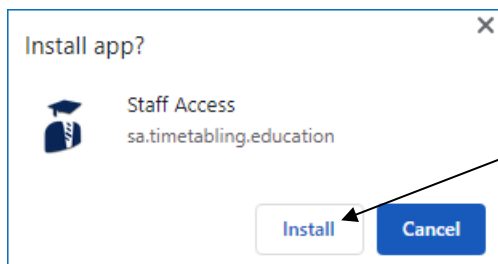 Install app?
Staff Access
sa.timetabling.education
Install
Cancel